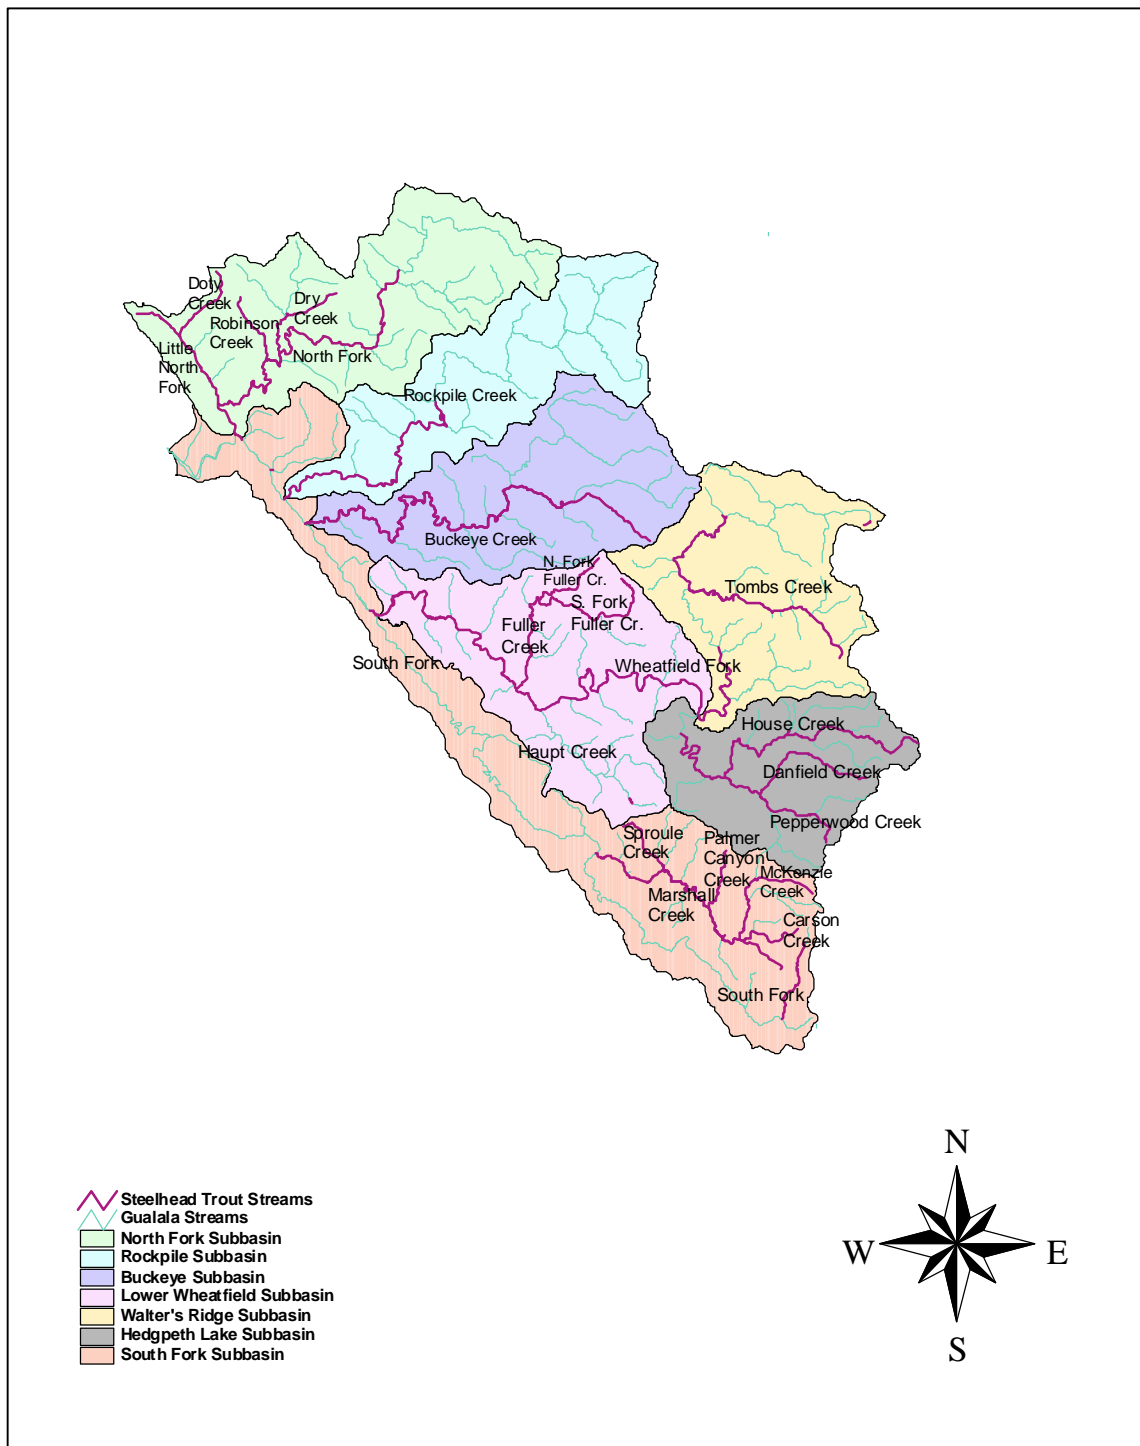 Doty
Creek
Dry
Creek
Robinson
Creek
Little
North
Fork
North Fork
Rockpile Creek
Buckeye Creek
N. Fork
Fuller Cr.
S. Fork
Fuller Cr.
Tombs Creek
Fuller
Creek
South Fork
Wheatfield Fork
House Creek
Haupt Creek
Danfield Creek
Pepperwood Creek
Sproule
Creek
Palmer
Canyon
Creek
McKenzie
Creek
Marshall
Creek
Carson
Creek
South Fork
N
W
E
S
Steelhead Trout Streams
Gualala Streams
North Fork Subbasin
Rockpile Subbasin
Buckeye Subbasin
Lower Wheatfield Subbasin
Walter's Ridge Subbasin
Hedgpeth Lake Subbasin
South Fork Subbasin